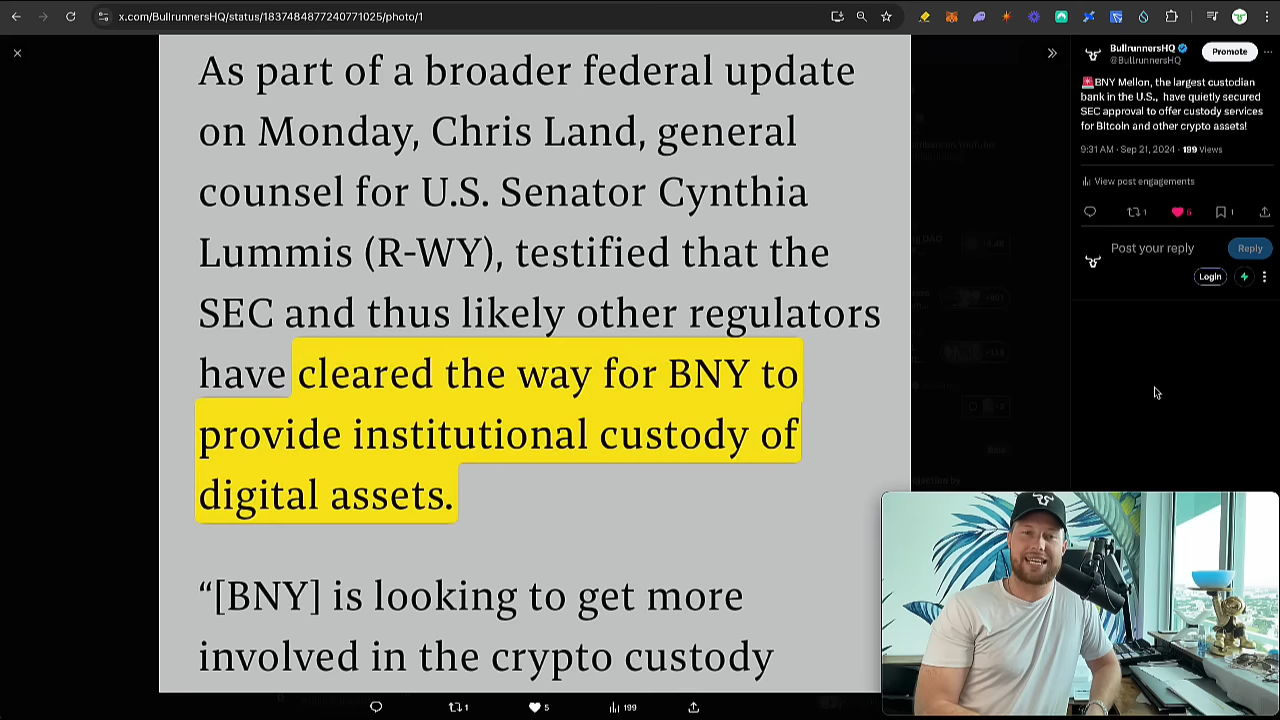 x.com/BullrunnersHQ/status/1837484877240771025/photo/1
As part of a broader federal update
on Monday, Chris Land, general
counsel for U.S. Senator Cynthia
Lummis (R-WY), testified that the
SEC and thus likely other regulators
have cleared the way for BNY to
provide institutional custody of
digital assets.
“[BNY] is looking to get more
involved in the crypto custody
1
5
199
BullrunnersHQ
@BullrunnersHQ
Promote
🚨BNY Mellon, the largest custodian
bank in the U.S., have quietly secured
SEC approval to offer custody services
for Bitcoin and other crypto assets!
9:31 AM · Sep 21, 2024 · 199 Views
View post engagements
1
5
1
Post your reply
Reply
Login